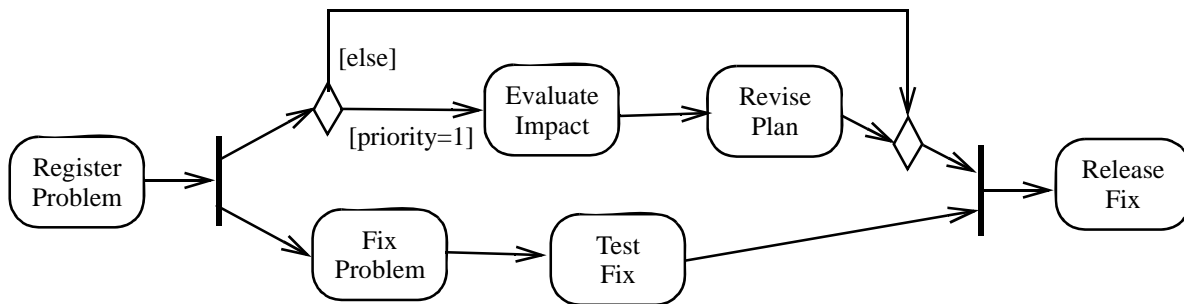 [else]
Evaluate
Impact
Revise
Plan
[priority=1]
Register
Problem
Release
Fix
Fix
Problem
Test
Fix